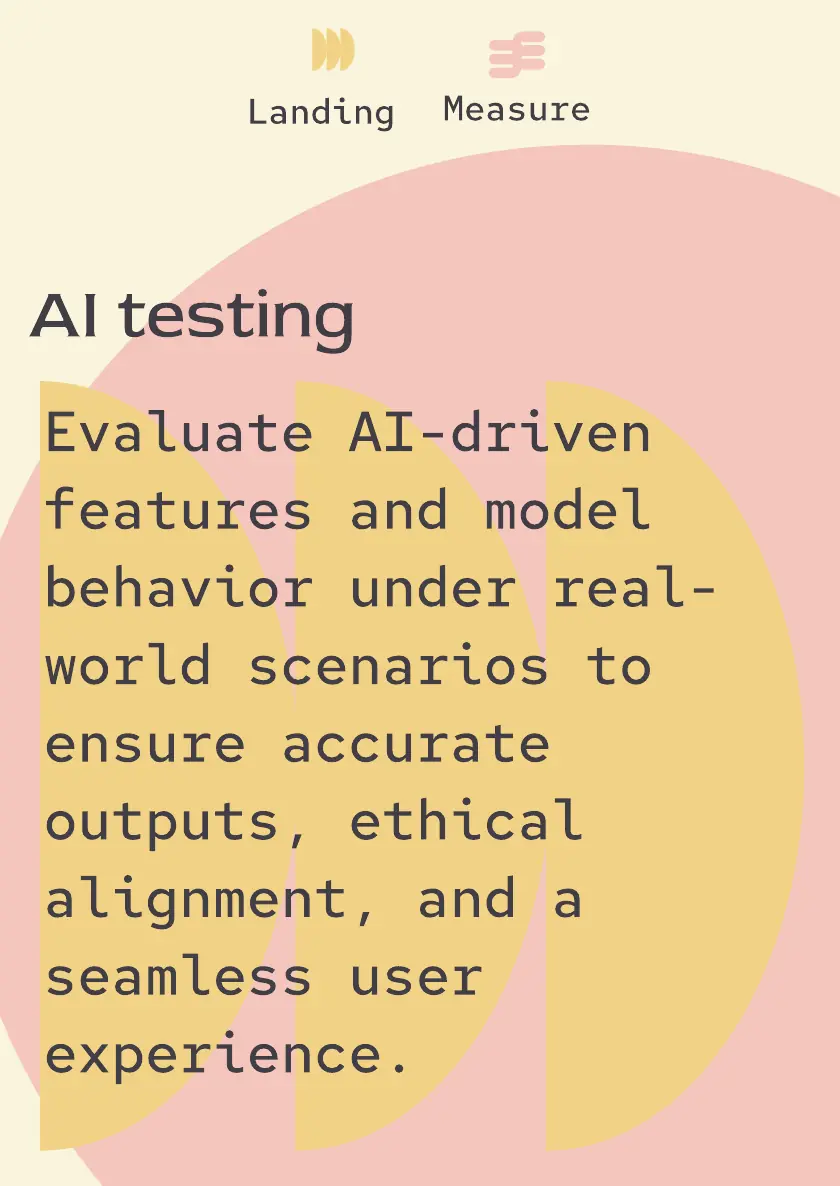 Landing
Measure
AI testing
Evaluate AI-driven
features and model
behavior under real-
world scenarios to
ensure accurate
outputs, ethical
alignment, and a
seamless user
experience.